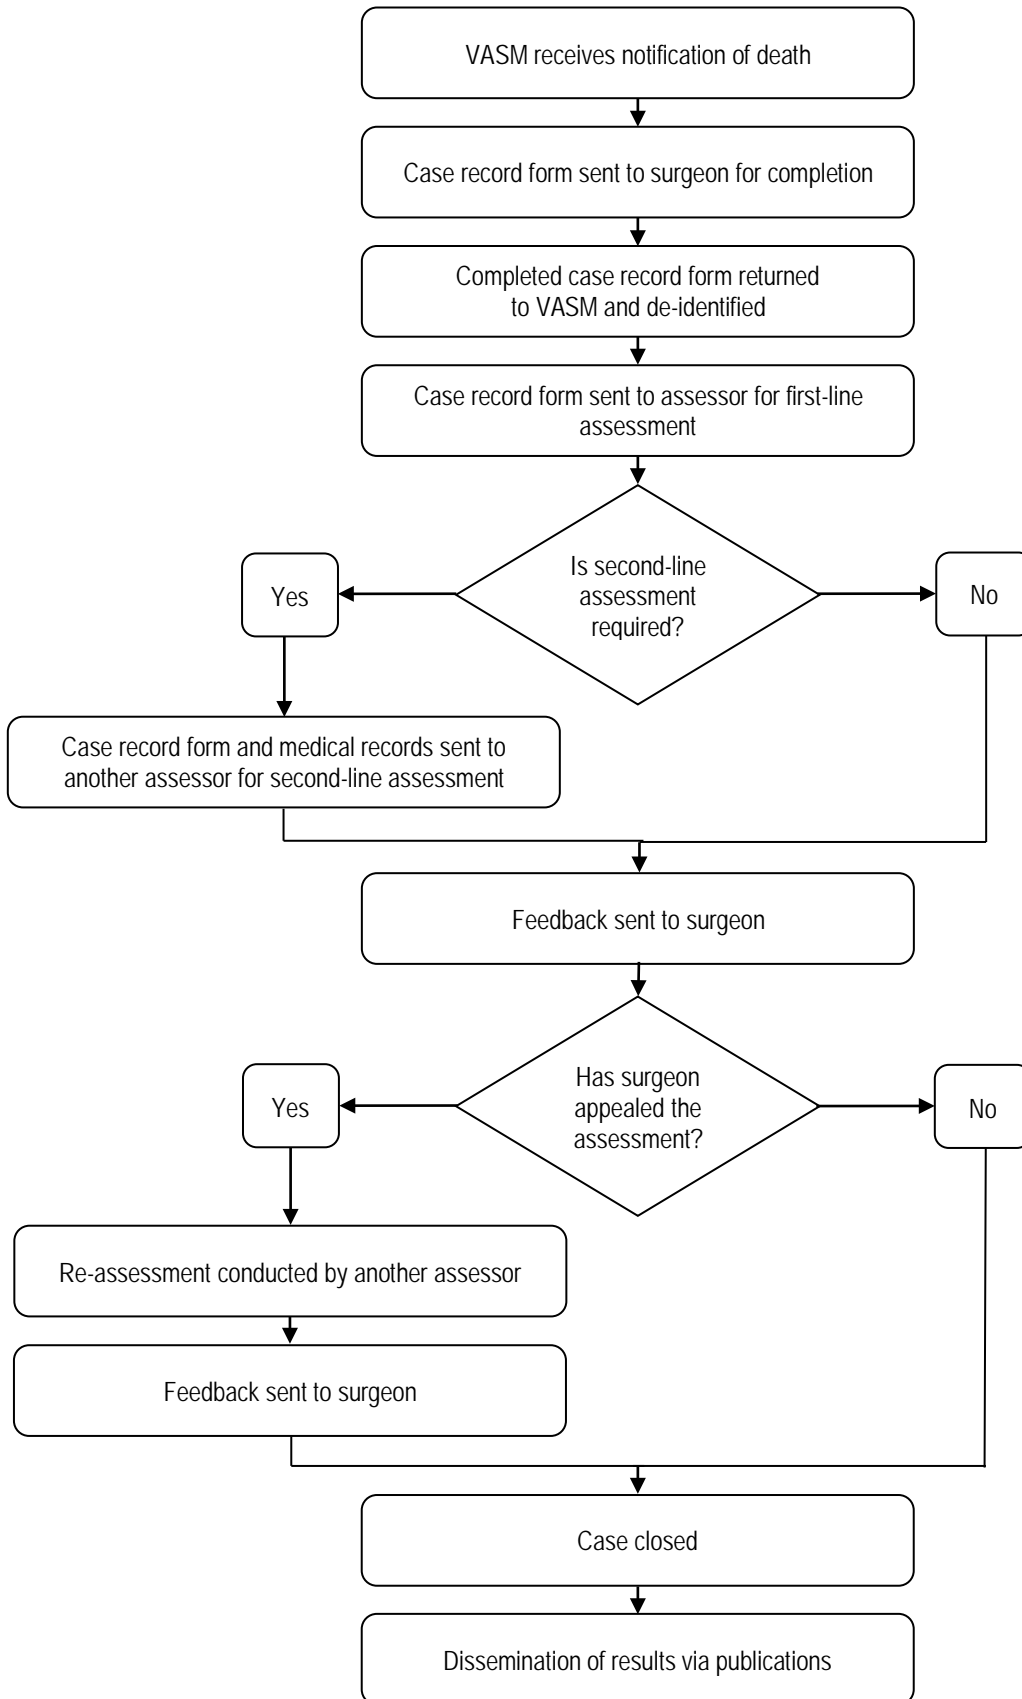 VASM receives notification of death
Case record form sent to surgeon for completion
Completed case record form returned
to VASM and de-identified
Case record form sent to assessor for first-line
assessment
Is second-line
assessment
required?
Yes
No
Case record form and medical records sent to
another assessor for second-line assessment
Feedback sent to surgeon
Has surgeon
appealed the
assessment?
Yes
No
Re-assessment conducted by another assessor
Feedback sent to surgeon
Case closed
Dissemination of results via publications